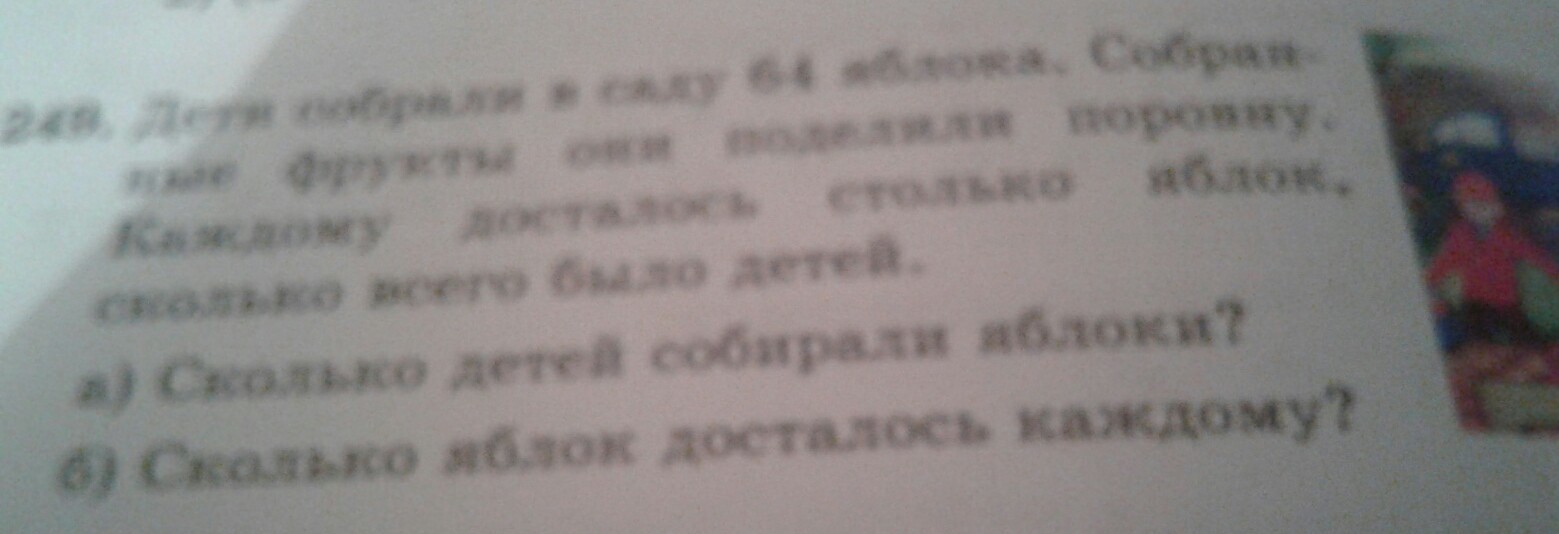 249. Дети собрали в саду 64 яблока. Собран-
ные фрукты они поделили поровну.
Каждому досталось столько яблок,
сколько всего было детей.
а) Сколько детей собирали яблоки?
б) Сколько яблок досталось каждому?